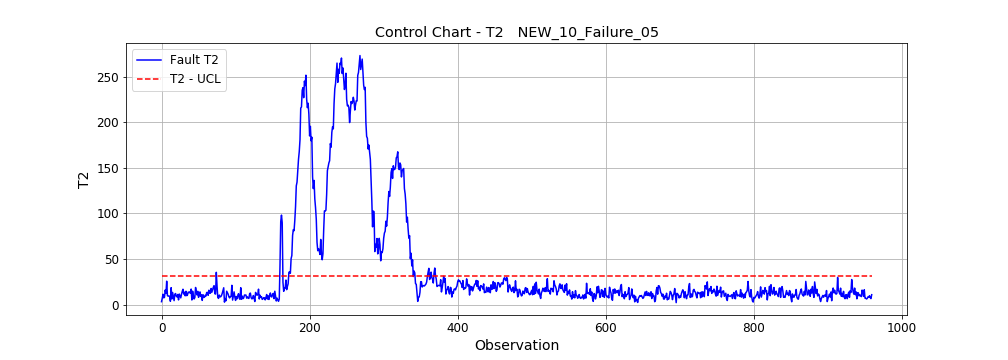 Control Chart - T2   NEW_10_Failure_05
Fault T2
T2 - UCL
250
200
150
100
50
0
T2
0 200 400 600 800 1000
Observation